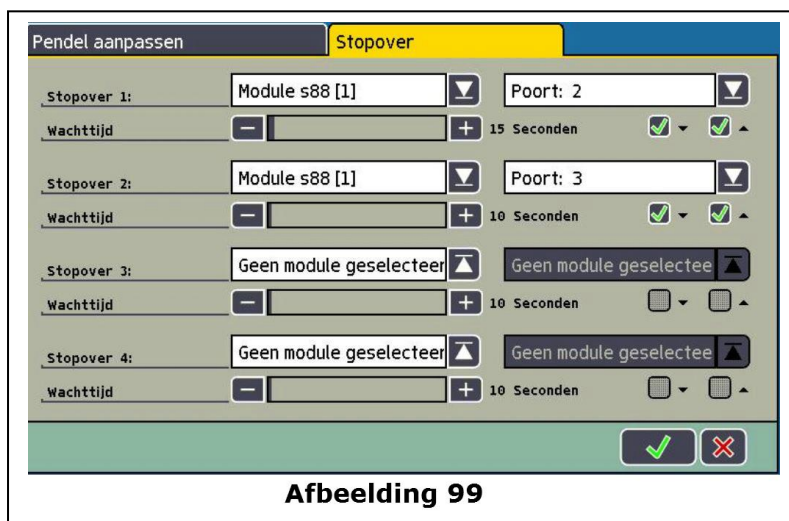 Pendel aanpassen Stopover
Stopover 1: Module s88 [1] Poort: 2
Wachttijd 15 Seconden
Stopover 2: Module s88 [1] Poort: 3
Wachttijd 10 Seconden
Stopover 3: Geen module geselecteer Geen module geselectee
Wachttijd 10 Seconden
Stopover 4: Geen module geselecteer Geen module geselectee
Wachttijd 10 Seconden
Afbeelding 99